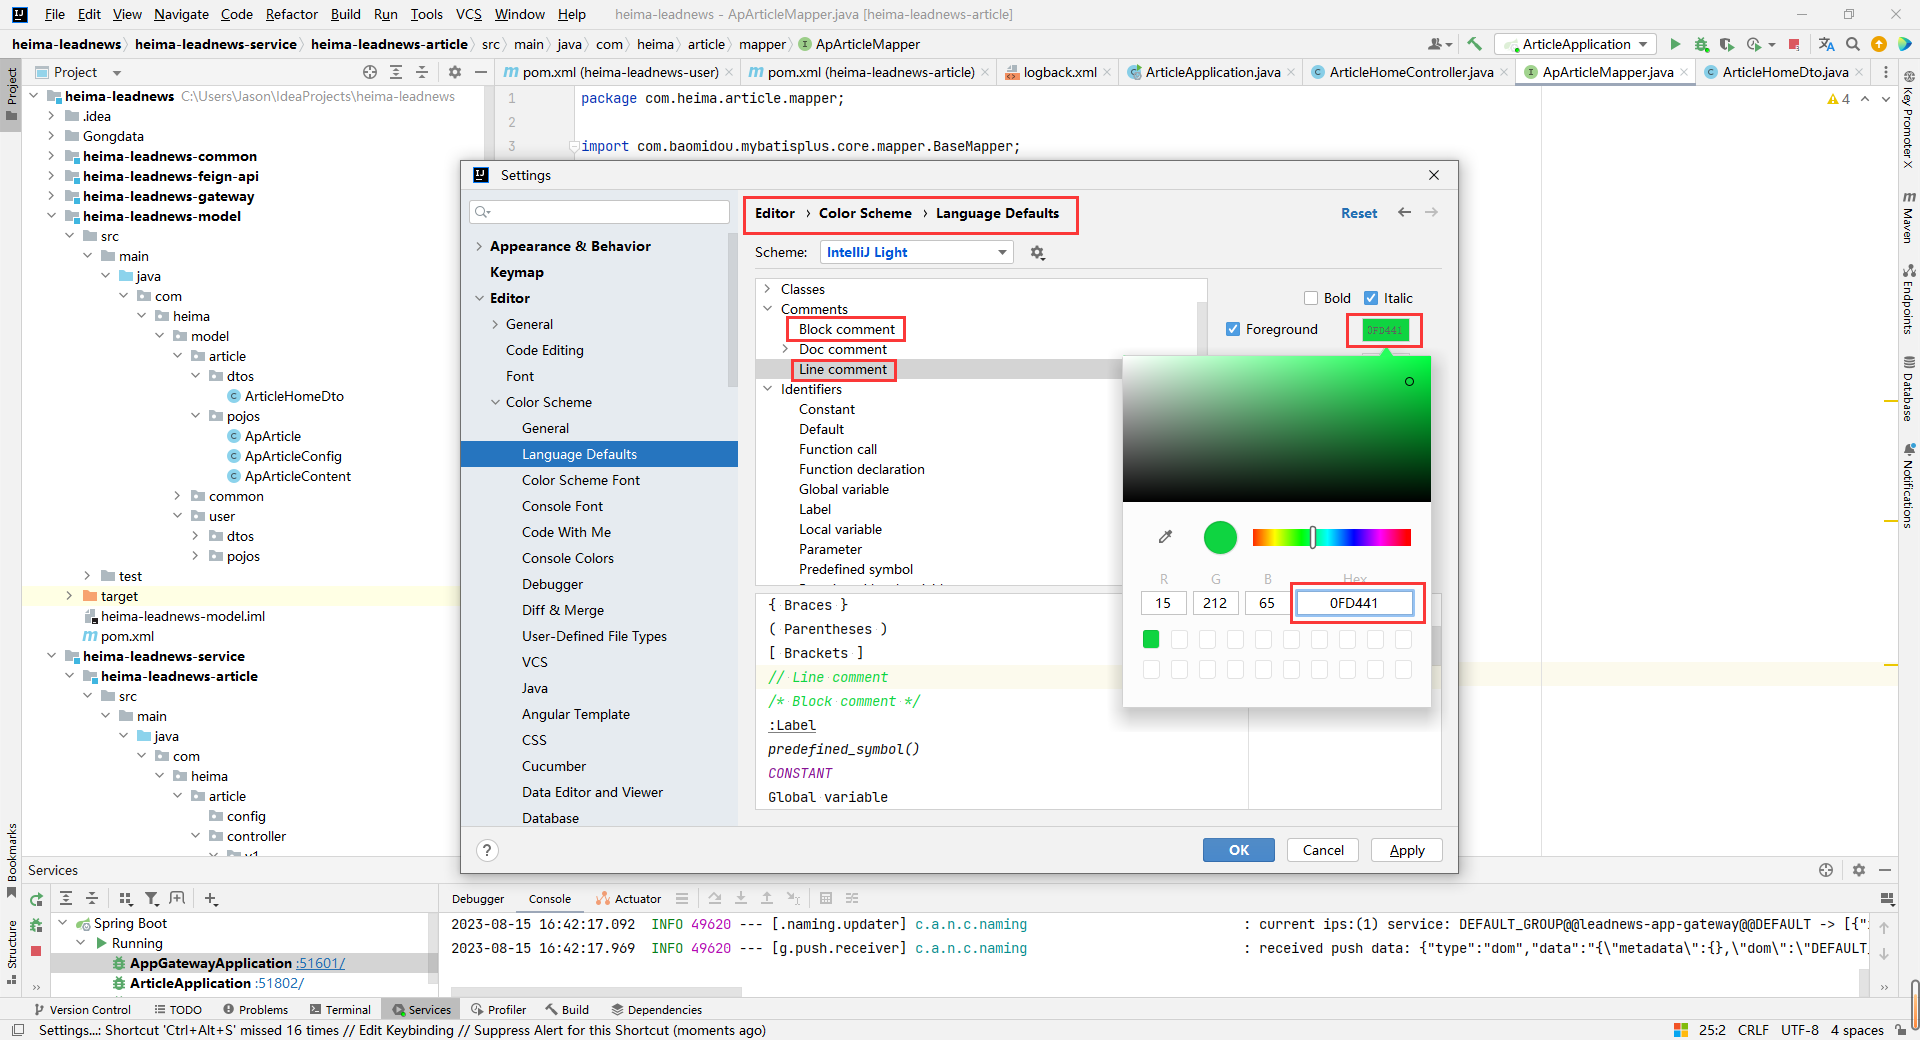 File Edit View Navigate Code Refactor Build Run Tools VCS Window Help heima-leadnews - ApArticleMapper.java [heima-leadnews-article]
heima-leadnews heima-leadnews-service heima-leadnews-article src main java com heima article mapper ApArticleMapper ArticleApplication
Project
pom.xml (heima-leadnews-user) pom.xml (heima-leadnews-article) logback.xml ArticleApplication.java ArticleHomeController.java ApArticleMapper.java ArticleHomeDto.java
Project
Bookmarks
Structure
heima-leadnews C:\Users\Jason\IdeaProjects\heima-leadnews
.idea
Gongdata
heima-leadnews-common
heima-leadnews-feign-api
heima-leadnews-gateway
heima-leadnews-model
src
main
java
com
heima
model
article
dtos
ArticleHomeDto
pojos
ApArticle
ApArticleConfig
ApArticleContent
common
user
dtos
pojos
test
target
heima-leadnews-model.iml
pom.xml
heima-leadnews-service
heima-leadnews-article
src
main
java
com
heima
article
config
controller
v1
1 package com.heima.article.mapper;
2
3 import com.baomidou.mybatisplus.core.mapper.BaseMapper;
4
Key Promoter X
Maven
Endpoints
Database
Notifications
Settings
Appearance & Behavior
Keymap
Editor
General
Code Editing
Font
Color Scheme
General
Language Defaults
Color Scheme Font
Console Font
Code With Me
Console Colors
Debugger
Diff & Merge
User-Defined File Types
VCS
Java
Angular Template
CSS
Cucumber
Data Editor and Viewer
Database
Editor › Color Scheme › Language Defaults
Reset
Scheme: IntelliJ Light
Classes
Comments
Block comment
Doc comment
Line comment
Identifiers
Constant
Default
Function call
Function declaration
Global variable
Label
Local variable
Parameter
Predefined symbol
Bold Italic
Foreground 0FD441
R G B Hex
15 212 65 0FD441
{ Braces }
( Parentheses )
[ Brackets ]
// Line comment
/* Block comment */
:Label
predefined_symbol()
CONSTANT
Global variable
?
OK Cancel Apply
Services
Debugger Console Actuator
Spring Boot
Running
AppGatewayApplication :51601/
ArticleApplication :51802/
2023-08-15 16:42:17.092 INFO 49620 --- [.naming.updater] c.a.n.c.naming : current ips:(1) service: DEFAULT_GROUP@@leadnews-app-gateway@@DEFAULT -> [{"
2023-08-15 16:42:17.969 INFO 49620 --- [g.push.receiver] c.a.n.c.naming : received push data: {"type":"dom","data":"{\"metadata\":{},\"dom\":\"DEFAULT_
Version Control TODO Problems Terminal Services Profiler Build Dependencies
Settings...: Shortcut 'Ctrl+Alt+S' missed 16 times // Edit Keybinding // Suppress Alert for this Shortcut (moments ago)
25:2 CRLF UTF-8 4 spaces